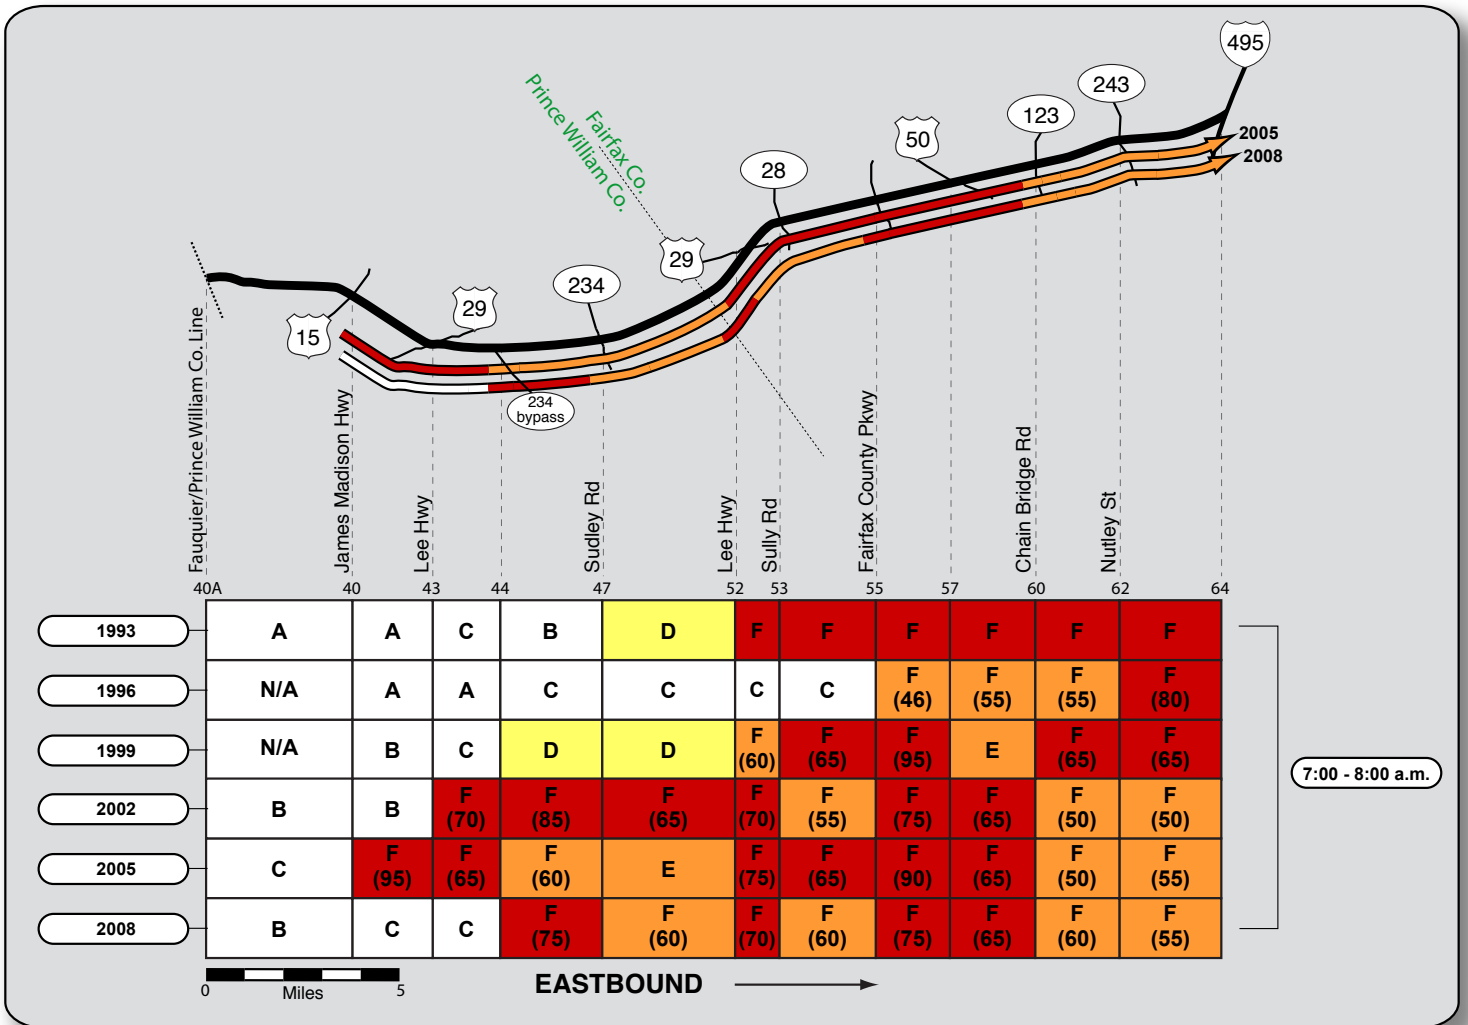 495
243
2005
2008
123
50
Fairfax Co.
Prince William Co.
28
29
234
29
15
234
bypass
Fauquier/Prince William Co. Line
James Madison Hwy
Lee Hwy
Sudley Rd
Lee Hwy
Sully Rd
Fairfax County Pkwy
Chain Bridge Rd
Nutley St
40A 40 43 44 47 52 53 55 57 60 62 64
1993 A A C B D F F F F F F
1996 N/A A A C C C C F (46) F (55) F (55) F (80)
1999 N/A B C D D F (60) F (65) F (95) E F (65) F (65)
2002 B B F (70) F (85) F (65) F (70) F (55) F (75) F (65) F (50) F (50)
2005 C F (95) F (65) F (60) E F (75) F (65) F (90) F (65) F (50) F (55)
2008 B C C F (75) F (60) F (70) F (60) F (75) F (65) F (60) F (55)
7:00 - 8:00 a.m.
0 Miles 5
EASTBOUND